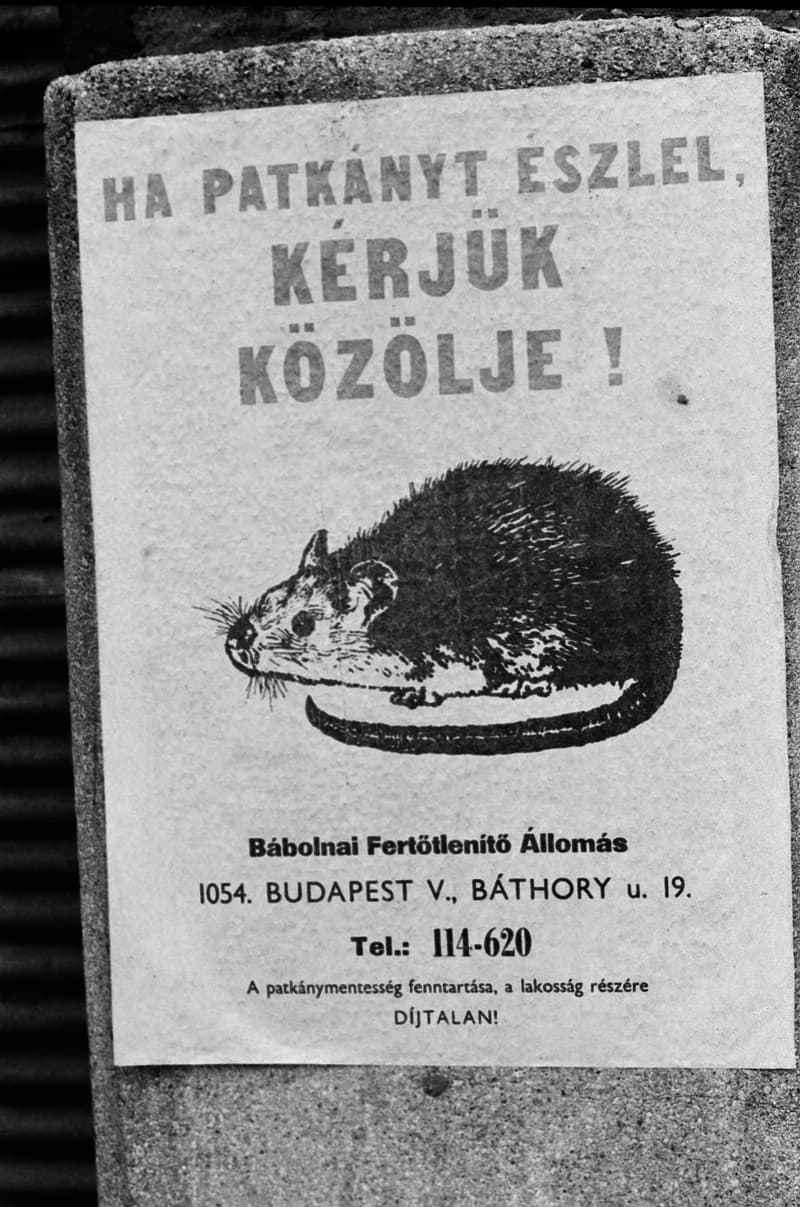 HA PATKÁNYT ÉSZLEL,
KÉRJÜK
KÖZÖLJE !
Bábolnai Fertőtlenítő Állomás
1054. BUDAPEST V., BÁTHORY u. 19.
Tel.: 114-620
A patkánymentesség fenntartása, a lakosság részére
DÍJTALAN!